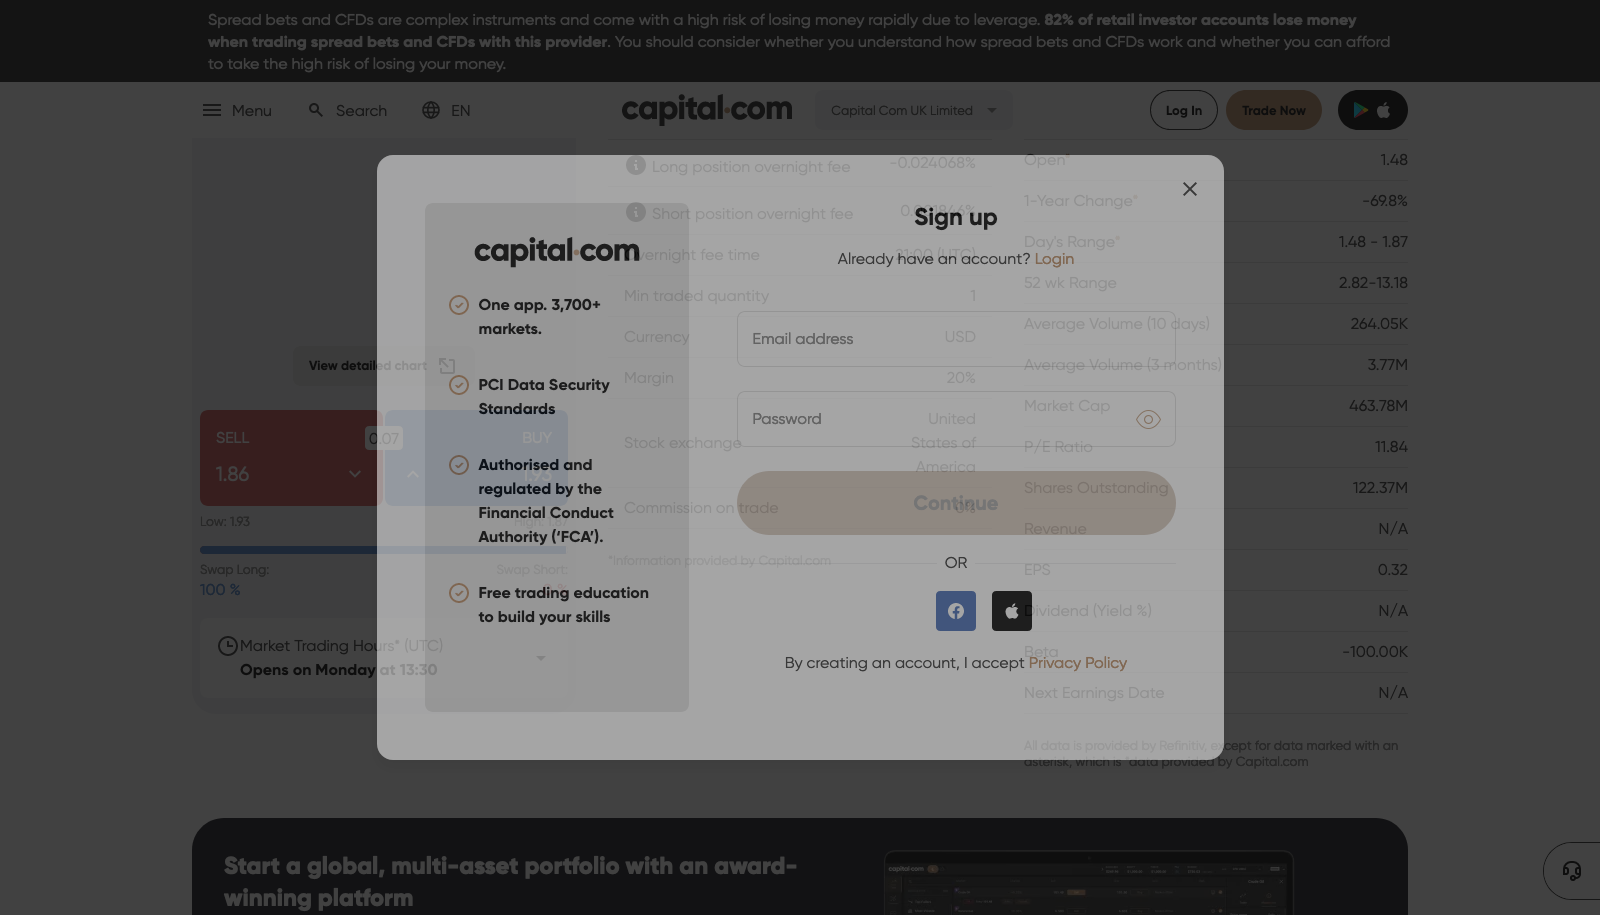 Spread bets and CFDs are complex instruments and come with a high risk of losing money rapidly due to leverage. 82% of retail investor accounts lose money
when trading spread bets and CFDs with this provider. You should consider whether you understand how spread bets and CFDs work and whether you can afford
to take the high risk of losing your money.
Menu
Search
EN
capital.com
Capital Com UK Limited
Log In
Trade Now
View detailed chart
SELL
0.07
BUY
1.86
1.93
Low: 1.93
High: 1.87
Swap Long:
Swap Short:
100 %
Market Trading Hours* (UTC)
Opens on Monday at 13:30
Long position overnight fee
-0.024068%
Short position overnight fee
Overnight fee time
21:00 (UTC)
Min traded quantity
1
Currency
USD
Margin
20%
Stock exchange
United
States of
America
Commission on trade
0%
*Information provided by Capital.com
capital.com
One app. 3,700+
markets.
PCI Data Security
Standards
Authorised and
regulated by the
Financial Conduct
Authority (‘FCA’).
Free trading education
to build your skills
Sign up
Already have an account? Login
Email address
Password
Continue
OR
By creating an account, I accept Privacy Policy
Open*
1.48
1-Year Change*
-69.8%
Day's Range*
1.48 - 1.87
52 wk Range
2.82-13.18
Average Volume (10 days)
264.05K
Average Volume (3 months)
3.77M
Market Cap
463.78M
P/E Ratio
11.84
Shares Outstanding
122.37M
Revenue
N/A
EPS
0.32
Dividend (Yield %)
N/A
Beta
-100.00K
Next Earnings Date
N/A
All data is provided by Refinitiv, except for data marked with an
asterisk, which is *data provided by Capital.com
Start a global, multi-asset portfolio with an award-
winning platform
capital.com